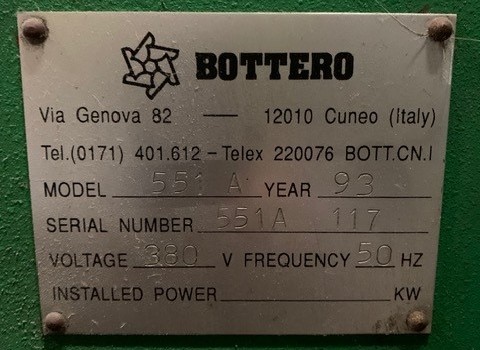 BOTTERO
Via Genova 82 — 12010 Cuneo (Italy)
Tel.(0171) 401.612 – Telex 220076 BOTT.CN.I
MODEL 551 A YEAR 93
SERIAL NUMBER 551A 117
VOLTAGE 380 V FREQUENCY 50 HZ
INSTALLED POWER KW